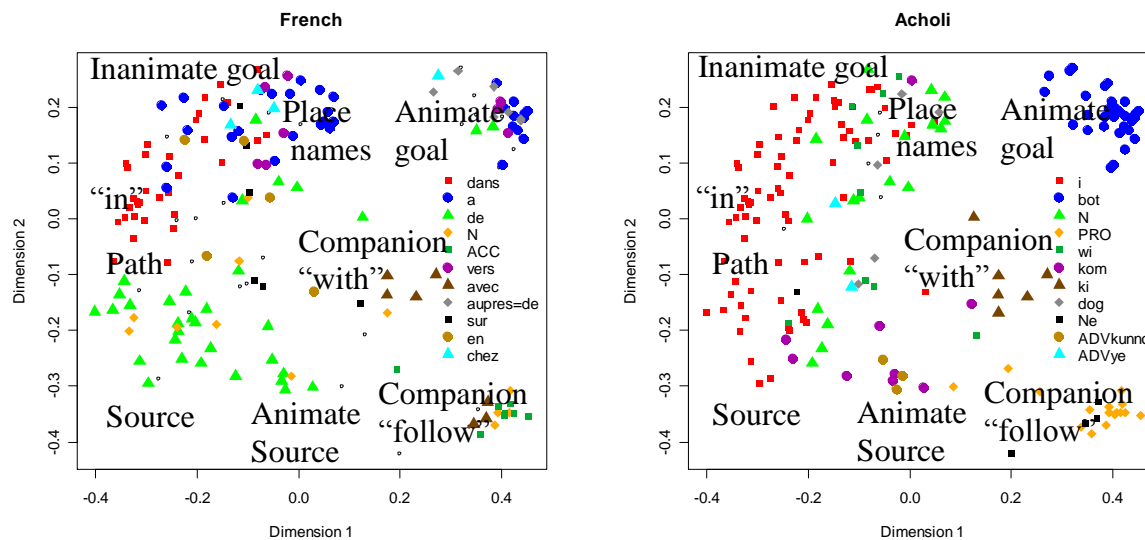 French
Inanimate goal
Place
names
Animate
goal
"in"
Path
Companion
"with"
Source
Animate
Source
Companion
"follow"
dans
a
de
N
ACC
vers
avec
aupres=de
sur
en
chez
0.2
0.1
0.0
-0.1
-0.2
-0.3
-0.4
Dimension 2
-0.4
-0.2
0.0
0.2
0.4
Dimension 1
Acholi
Inanimate goal
Place
names
Animate
goal
"in"
Path
Companion
"with"
Source
Animate
Source
Companion
"follow"
i
bot
N
PRO
wi
kom
ki
dog
Ne
ADVkunno
ADVye
0.2
0.1
0.0
-0.1
-0.2
-0.3
-0.4
Dimension 2
-0.4
-0.2
0.0
0.2
0.4
Dimension 1